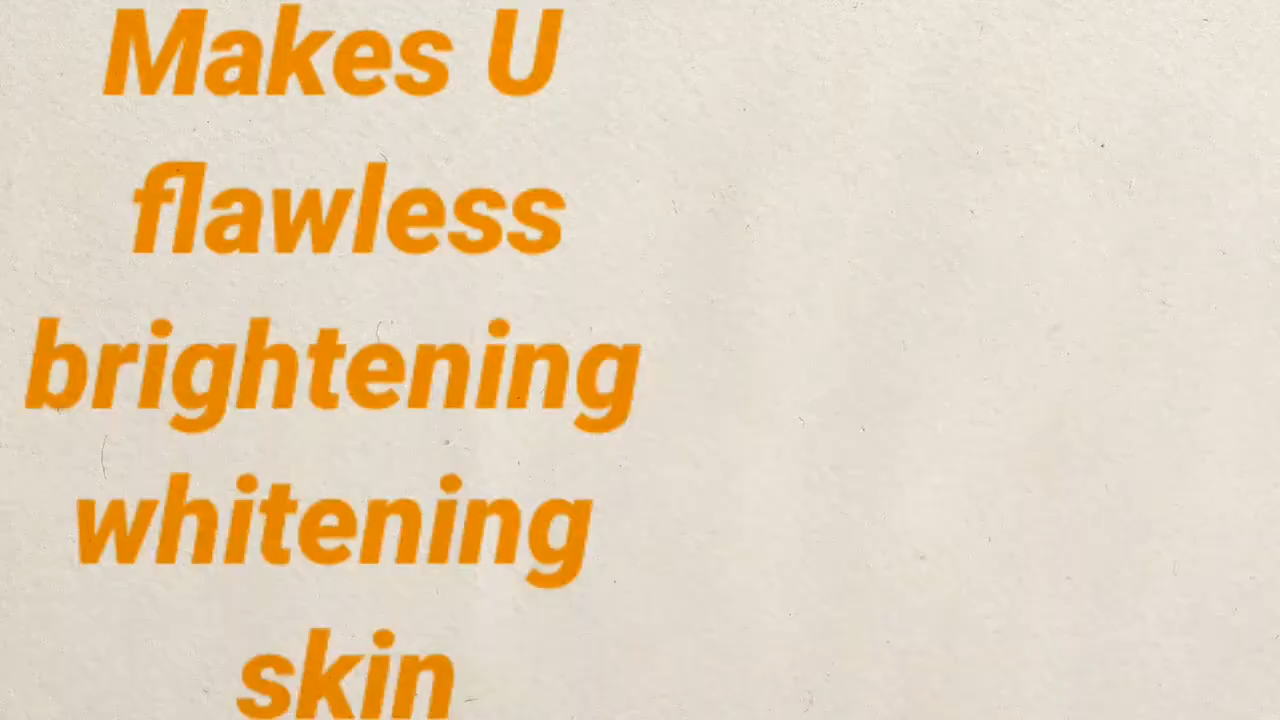 Makes U
flawless
brightening
whitening
skin